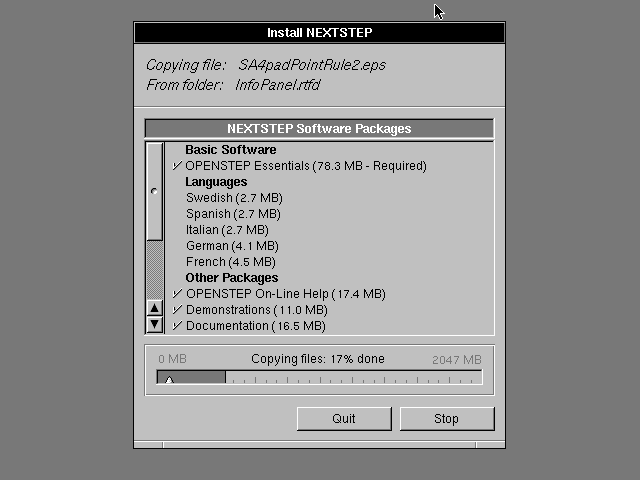 Install NEXTSTEP
Copying file: SA4padPointRule2.eps
From folder: InfoPanel.rtfd
NEXTSTEP Software Packages
Basic Software
OPENSTEP Essentials (78.3 MB - Required)
Languages
Swedish (2.7 MB)
Spanish (2.7 MB)
Italian (2.7 MB)
German (4.1 MB)
French (4.5 MB)
Other Packages
OPENSTEP On-Line Help (17.4 MB)
Demonstrations (11.0 MB)
Documentation (16.5 MB)
0 MB Copying files: 17% done 2047 MB
Quit Stop